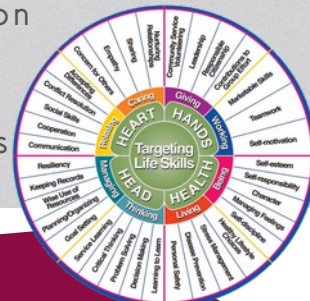 on
s
Targeting
Life Skills
HEART
HANDS
HEALTH
HEAD
Relating
Caring
Giving
Working
Being
Living
Thinking
Managing
Communication
Cooperation
Social Skills
Conflict Resolution
Accepting
Differences
Concern for Others
Empathy
Sharing
Nurturing
Relationships
Community Service
Volunteering
Leadership
Responsible
Citizenship
Contributions to
Group Effort
Marketable Skills
Teamwork
Self-motivation
Self-esteem
Self-responsibility
Character
Managing Feelings
Self-discipline
Healthy Lifestyle
Choices
Stress Management
Disease Prevention
Personal Safety
Learning to Learn
Decision Making
Problem Solving
Critical Thinking
Service Learning
Goal Setting
Planning/Organizing
Wise Use of
Resources
Keeping Records
Resiliency